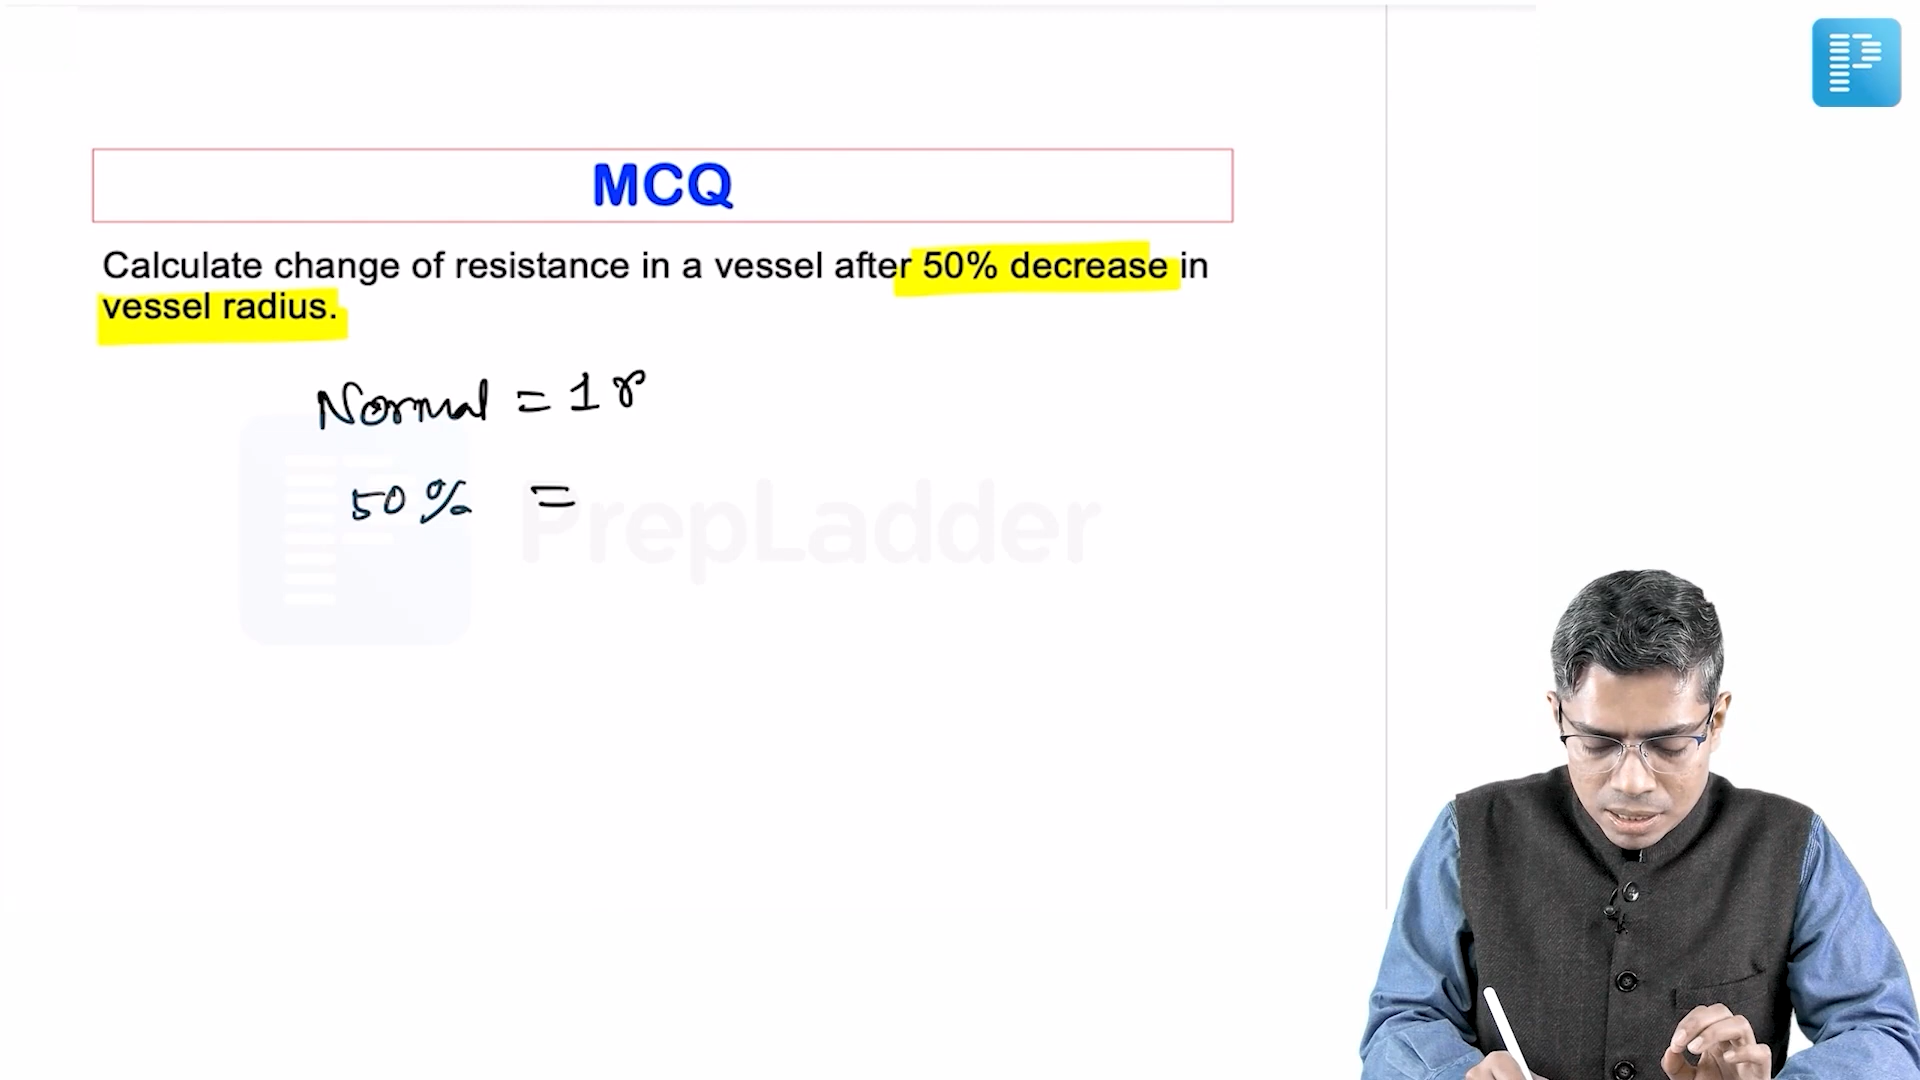 MCQ
Calculate change of resistance in a vessel after 50% decrease in
vessel radius.
Normal = 1 r
50% =
PrepLadder